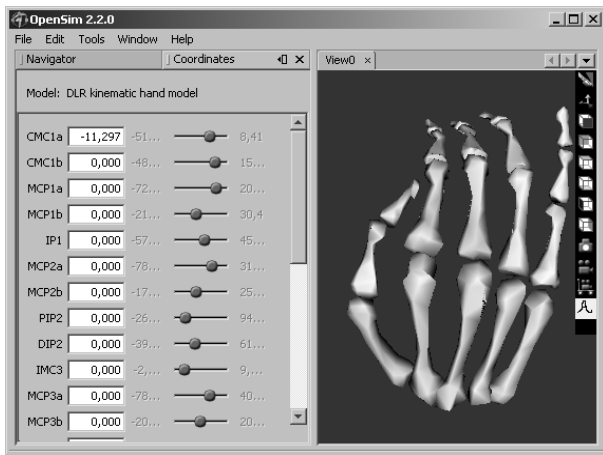 OpenSim 2.2.0
File Edit Tools Window Help
Navigator Coordinates View0
Model: DLR kinematic hand model
CMC1a -11,297 -51... 8,41
CMC1b 0,000 -48... 15...
MCP1a 0,000 -72... 20...
MCP1b 0,000 -21... 30,4
IP1 0,000 -57... 45...
MCP2a 0,000 -78... 31...
MCP2b 0,000 -17... 25...
PIP2 0,000 -26... 94...
DIP2 0,000 -39... 61...
IMC3 0,000 -2,... 9,...
MCP3a 0,000 -78... 40...
MCP3b 0,000 -20... 20...